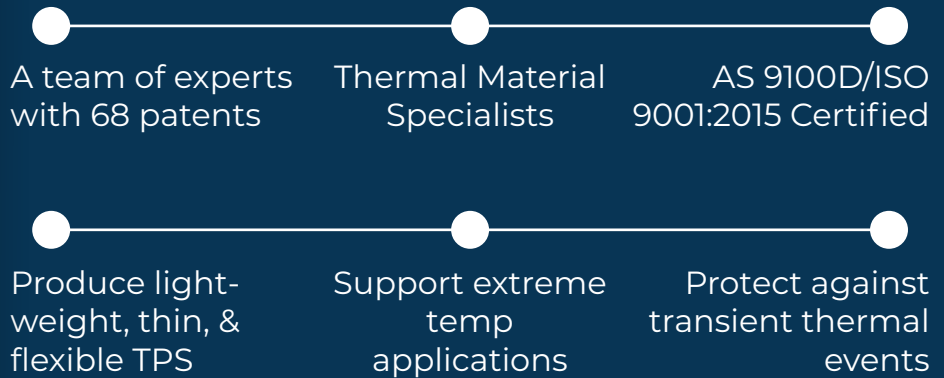 A team of experts
with 68 patents
Thermal Material
Specialists
AS 9100D/ISO
9001:2015 Certified
Produce light-
weight, thin, &
flexible TPS
Support extreme
temp
applications
Protect against
transient thermal
events